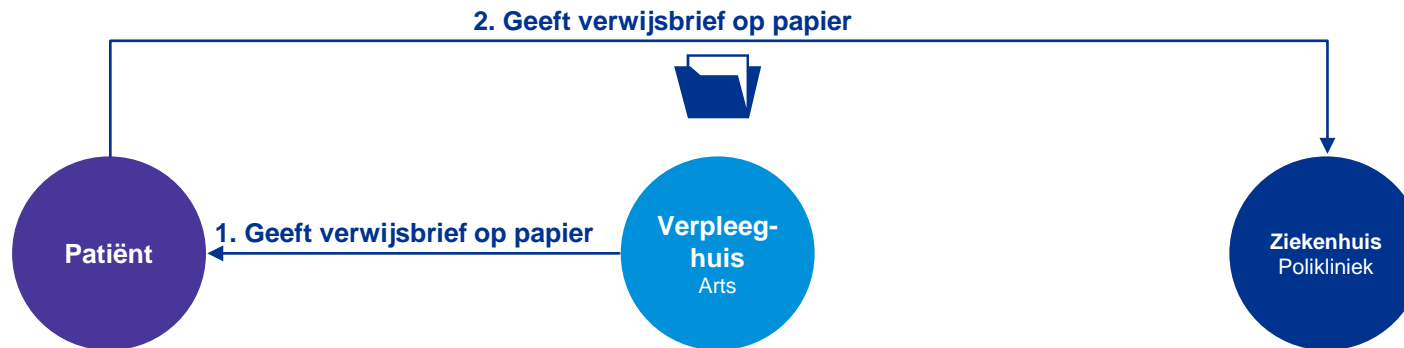 2. Geeft verwijsbrief op papier
1. Geeft verwijsbrief op papier
Patiënt
Verpleeg-
huis
Arts
Ziekenhuis
Polikliniek